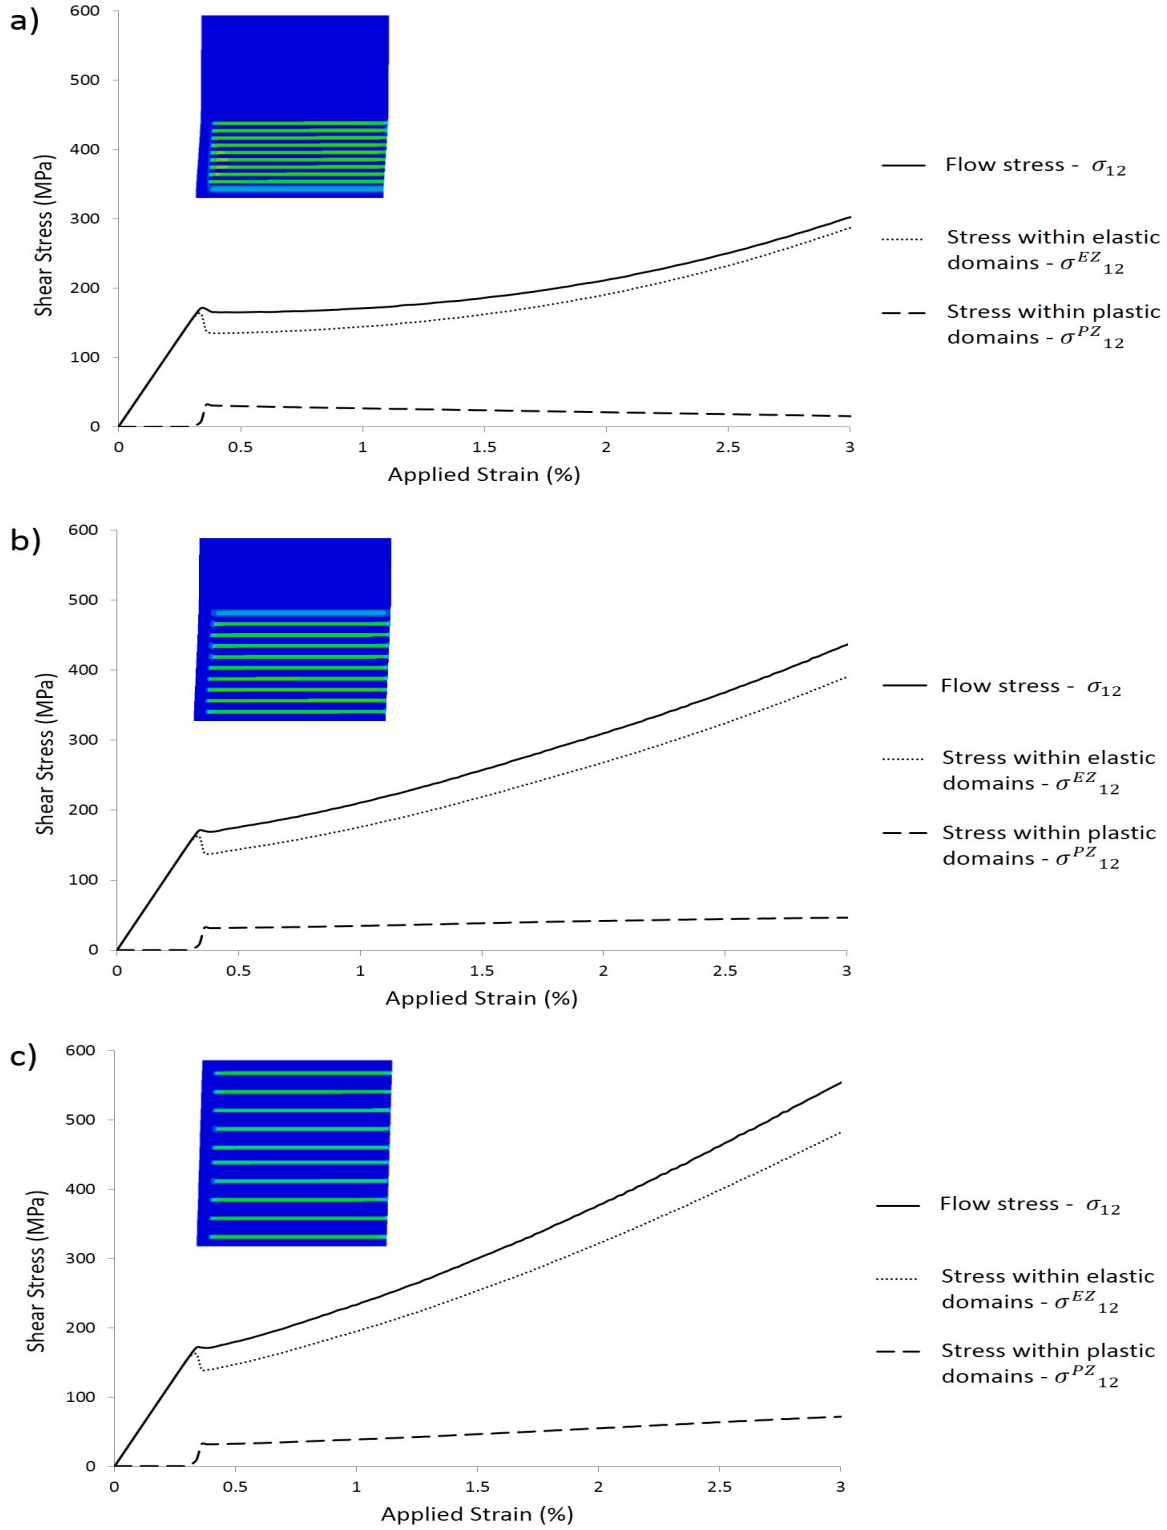 a)
600
500
400
300
200
100
0
Shear Stress (MPa)
0 0.5 1 1.5 2 2.5 3
Applied Strain (%)
Flow stress - σ₁₂
Stress within elastic
domains - σᴱᶻ₁₂
Stress within plastic
domains - σᴾᶻ₁₂
b)
600
500
400
300
200
100
0
Shear Stress (MPa)
0 0.5 1 1.5 2 2.5 3
Applied Strain (%)
Flow stress - σ₁₂
Stress within elastic
domains - σᴱᶻ₁₂
Stress within plastic
domains - σᴾᶻ₁₂
c)
600
500
400
300
200
100
0
Shear Stress (MPa)
0 0.5 1 1.5 2 2.5 3
Applied Strain (%)
Flow stress - σ₁₂
Stress within elastic
domains - σᴱᶻ₁₂
Stress within plastic
domains - σᴾᶻ₁₂